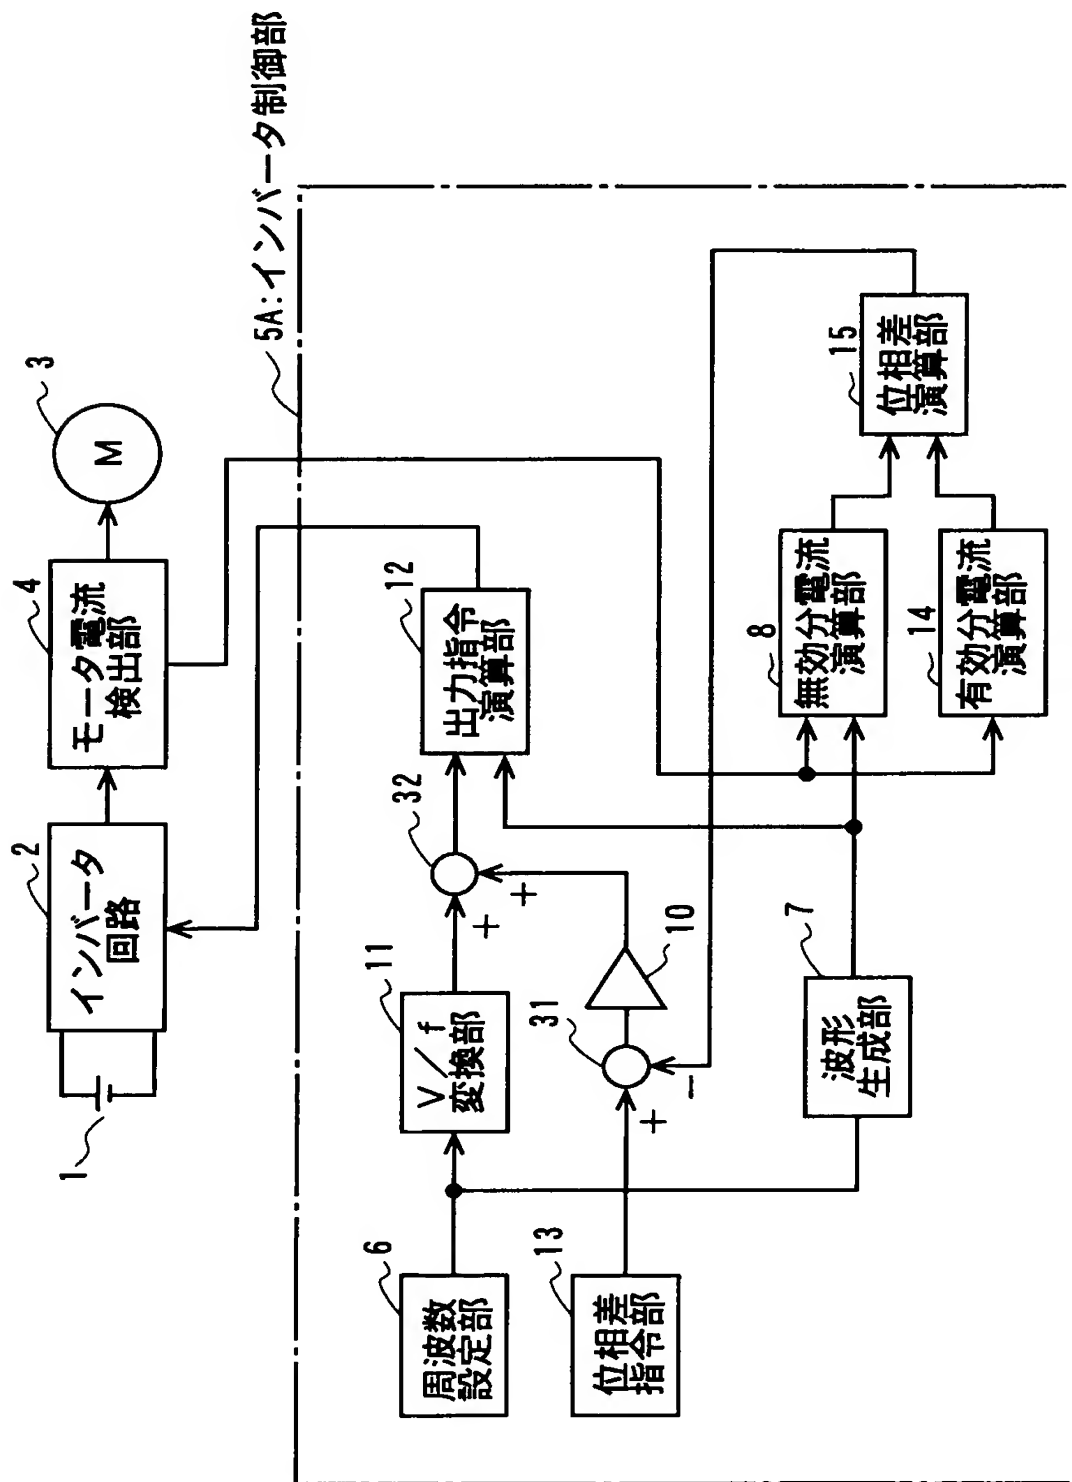 1
2
インバータ
回路
4
モータ電流
検出部
3
M
5A:インバータ制御部
6
周波数
設定部
11
V/f
変換部
+
+
32
12
出力指令
演算部
13
位相差
指令部
+
-
31
10
7
波形
生成部
8
無効分電流
演算部
14
有効分電流
演算部
15
位相差
演算部